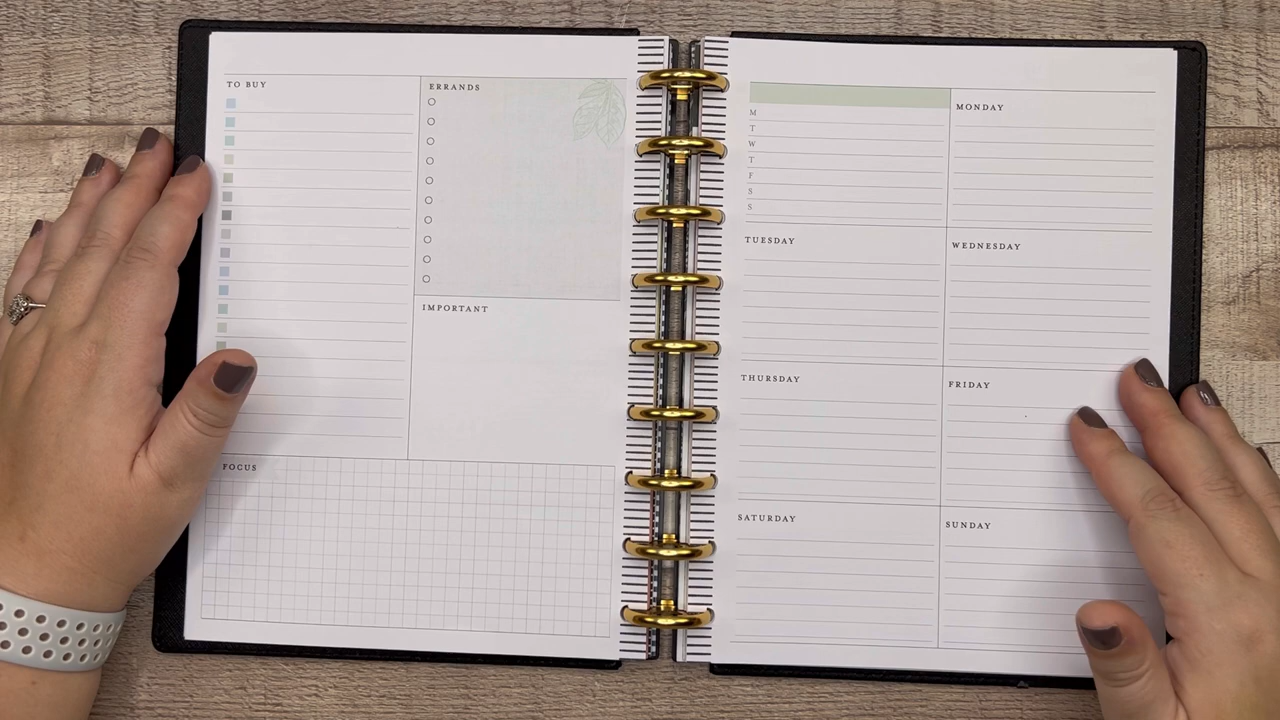 TO BUY
ERRANDS
IMPORTANT
FOCUS
M
T
W
T
F
S
S
MONDAY
TUESDAY
WEDNESDAY
THURSDAY
FRIDAY
SATURDAY
SUNDAY